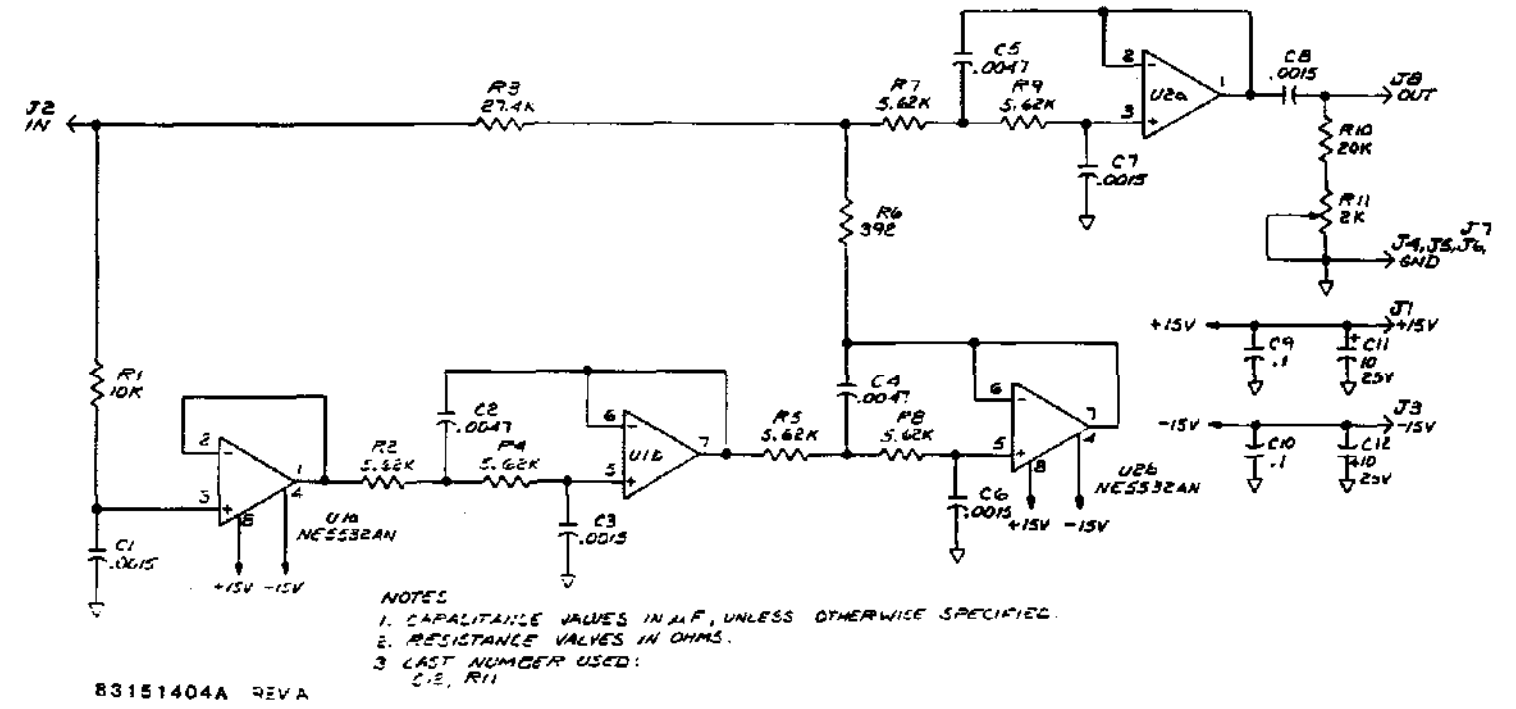 C5
.0047
2
-
U2a
1
3
+
C8
.0015
J8
OUT
R7
5.62K
R9
5.62K
R3
27.4K
J2
IN
C7
.0015
R10
20K
R11
2K
J7
J4, J5, J6,
GND
R6
392
J1
+15V
+15V
C9
.1
+
C11
10
25V
J3
-15V
-15V
C10
.1
C12
+10
25V
R1
10K
2
-
1
4
3
+
8
U1a
NE5532AN
+15V -15V
C1
.0015
R2
5.62K
C2
.0047
R4
5.62K
6
-
U1b
7
5
+
C3
.0015
R5
5.62K
C4
.0047
R8
5.62K
6
-
7
4
5
+
8
U2b
NE5532AN
C6
.0015
+15V -15V
NOTES
1. CAPACITANCE VALUES IN µF, UNLESS OTHERWISE SPECIFIED.
2. RESISTANCE VALVES IN OHMS.
3 LAST NUMBER USED:
R11
83151404A REV A